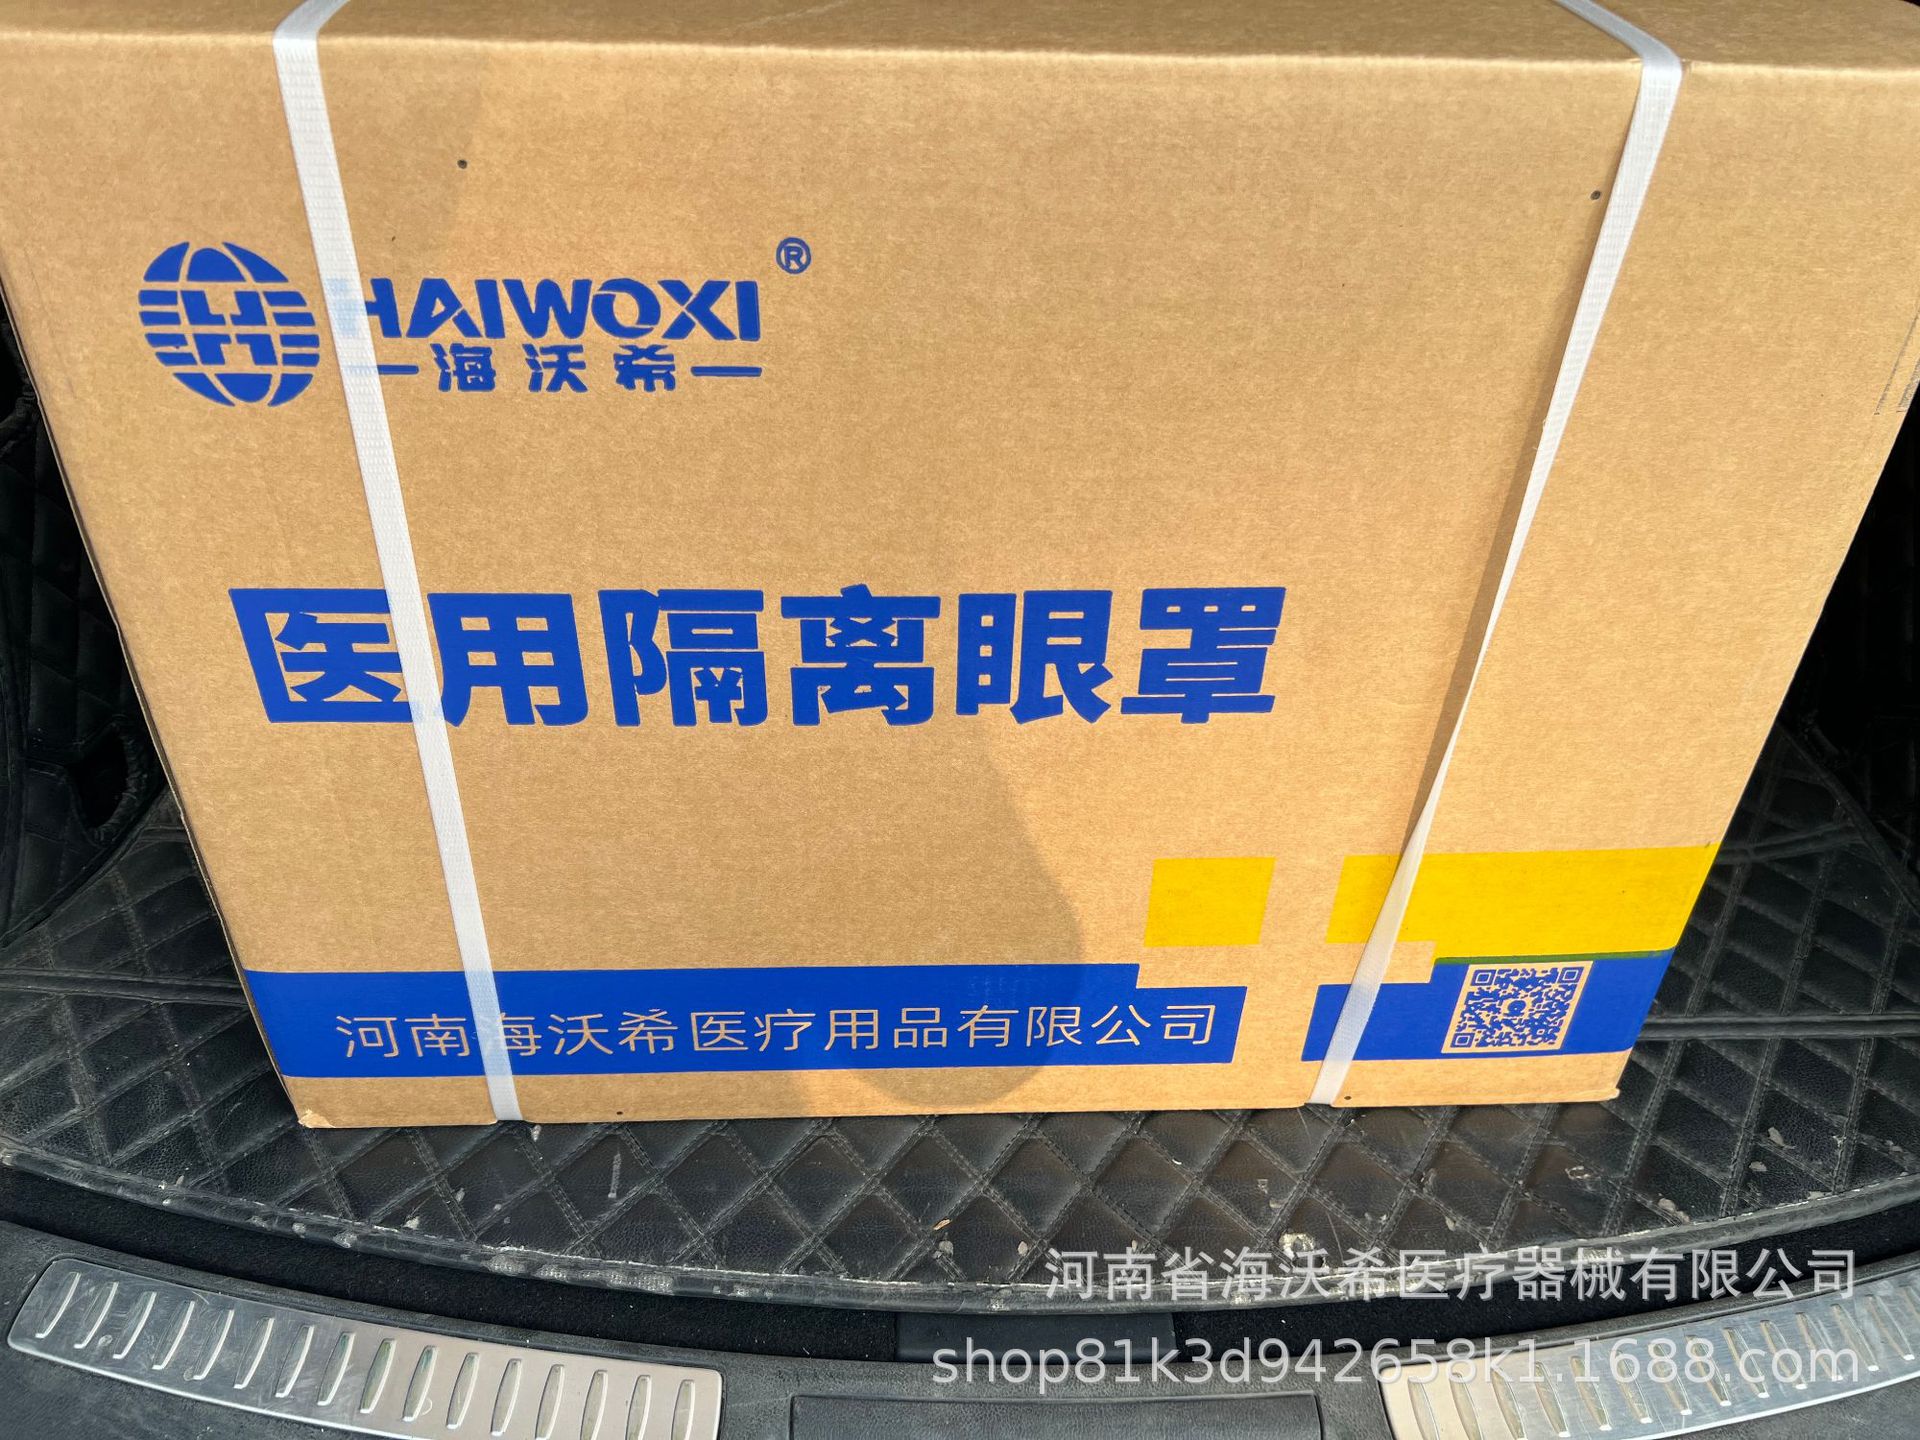 HAIWOXI®
海沃希
医用隔离眼罩
河南海沃希医疗用品有限公司
河南省海沃希医疗器械有限公司
shop81k3d942658k1.1688.com